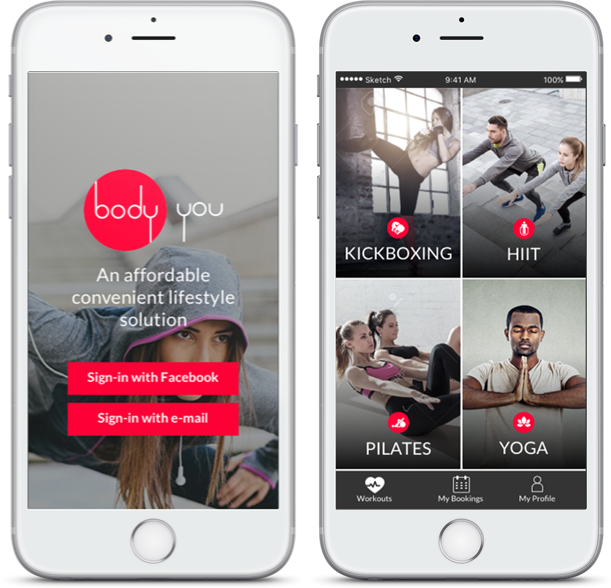 body you
An affordable
convenient lifestyle
solution
Sign-in with Facebook
Sign-in with e-mail
Sketch 9:41 AM 100%
KICKBOXING
HIIT
PILATES
YOGA
Workouts
My Bookings
My Profile